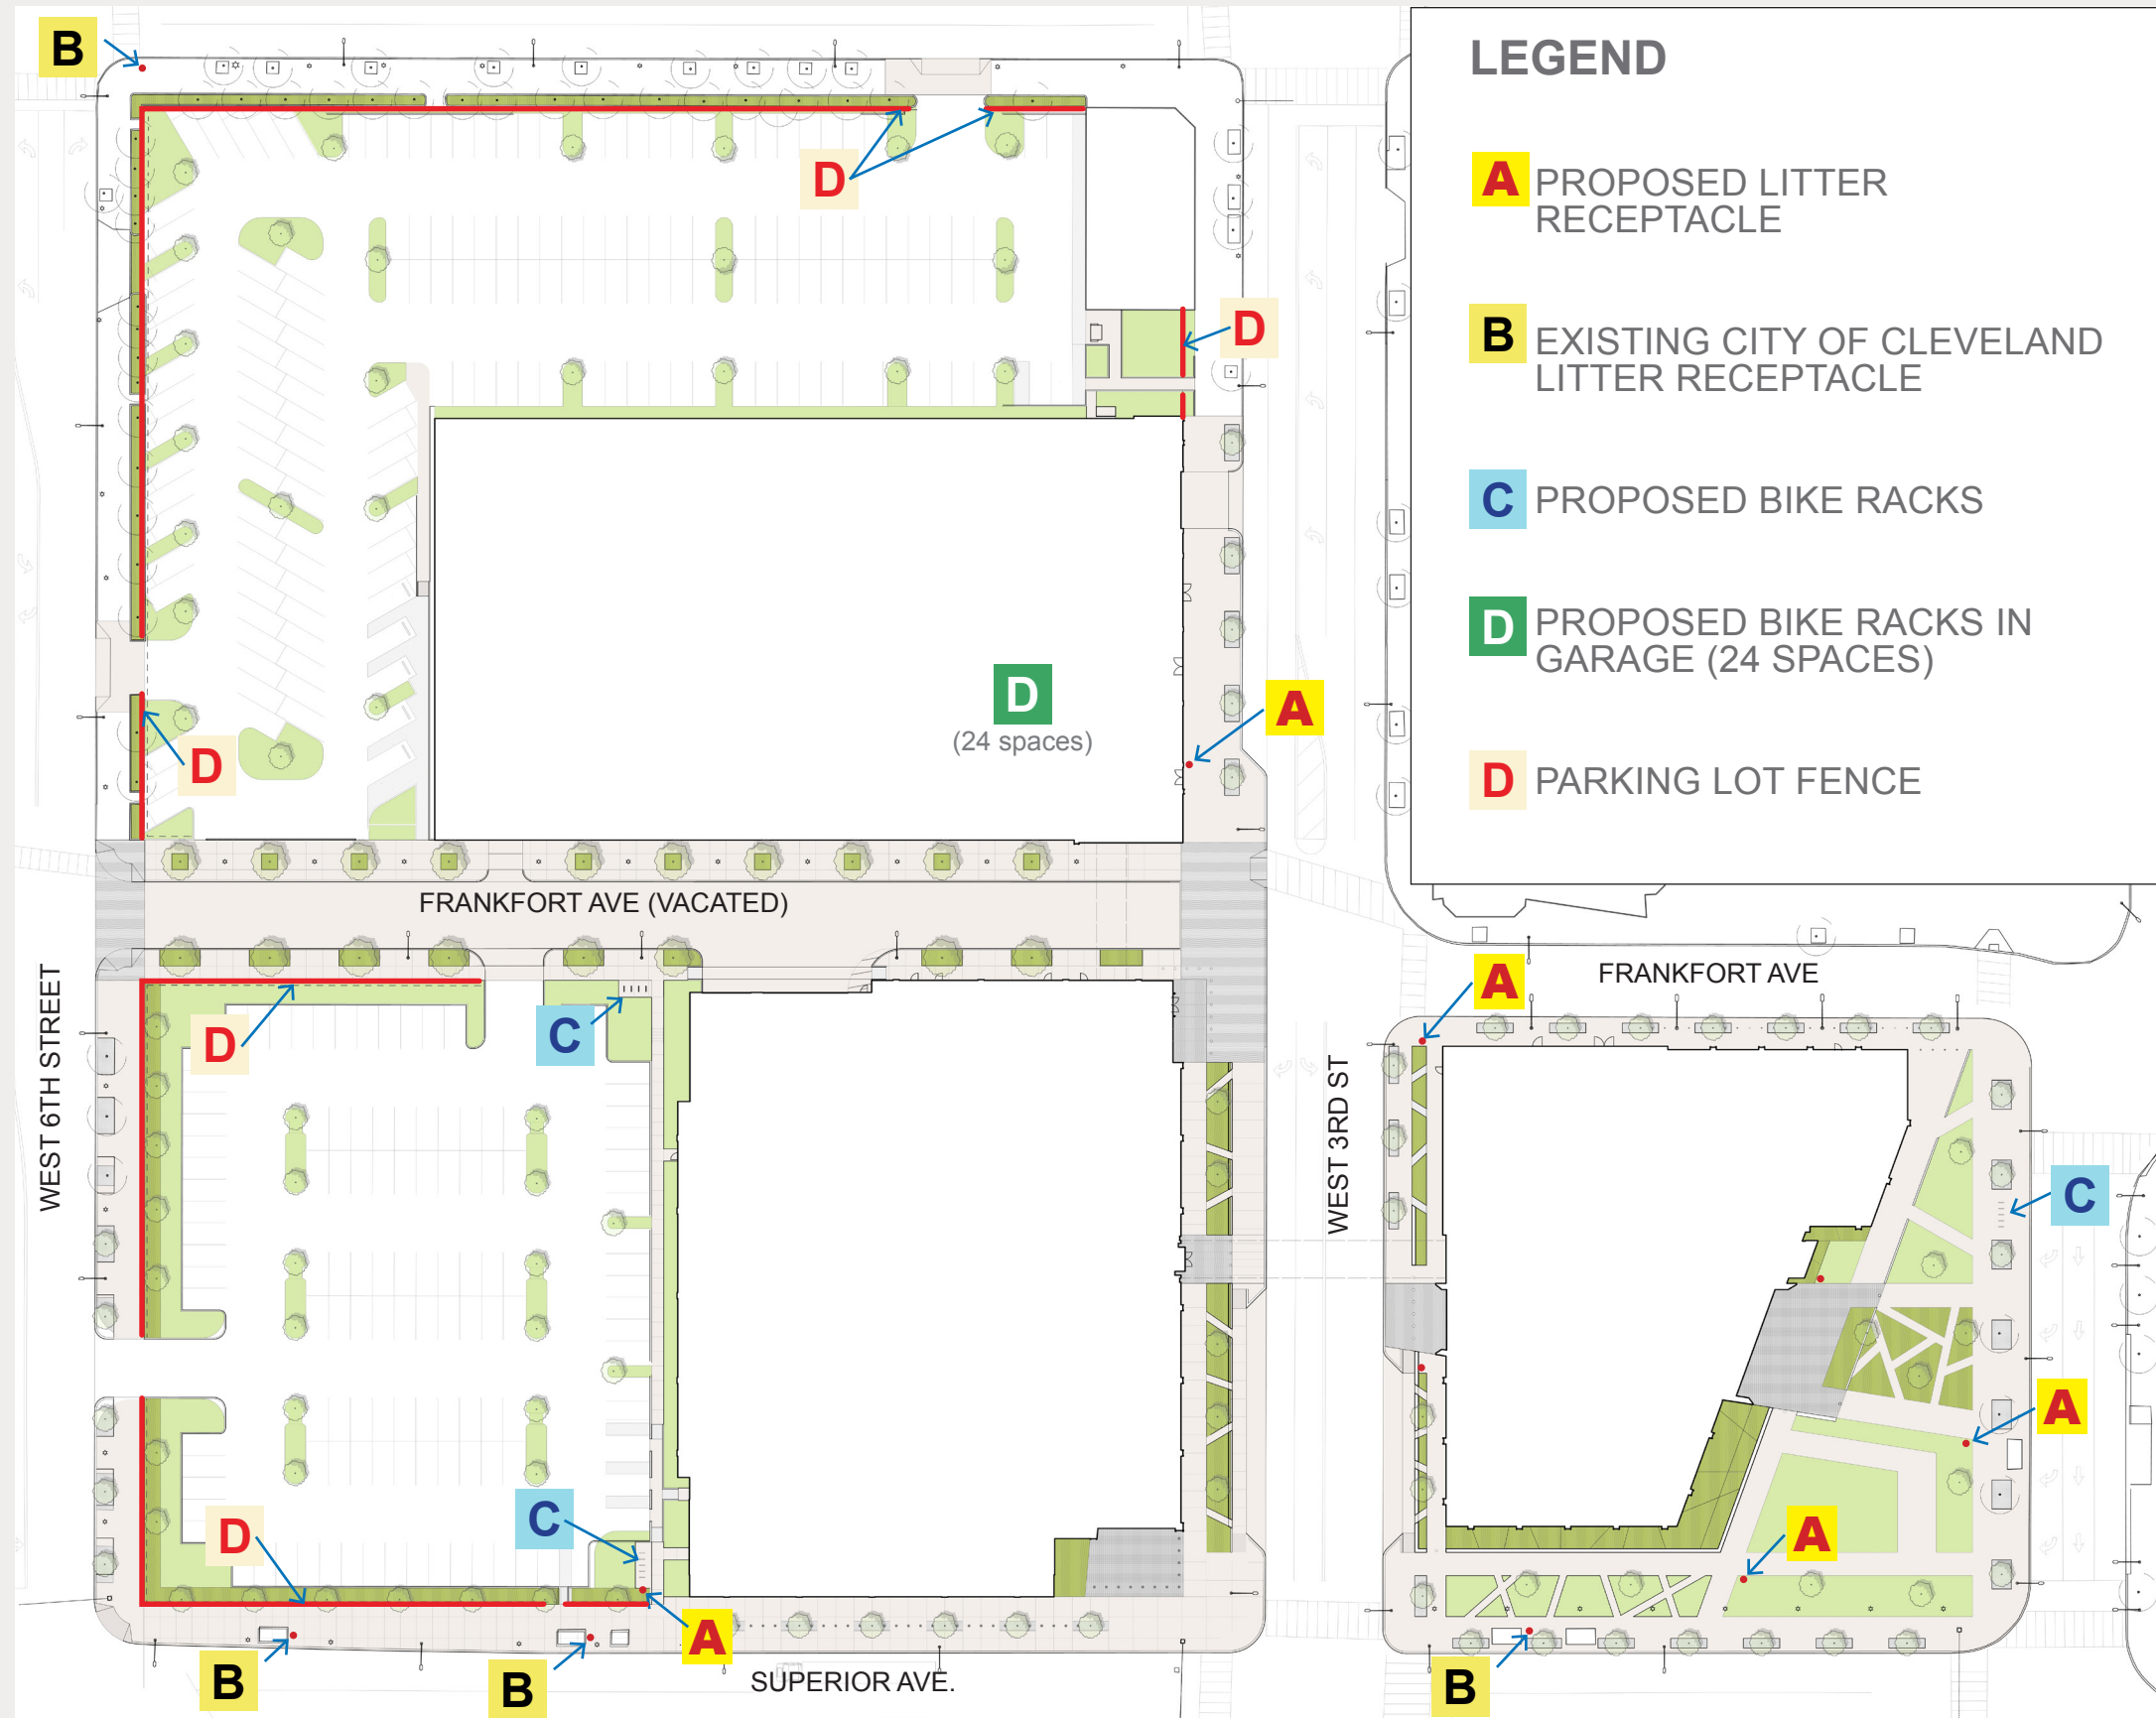 LEGEND
A PROPOSED LITTER
RECEPTACLE
B EXISTING CITY OF CLEVELAND
LITTER RECEPTACLE
C PROPOSED BIKE RACKS
D PROPOSED BIKE RACKS IN
GARAGE (24 SPACES)
D PARKING LOT FENCE
B
D
D
D
(24 spaces)
A
D
FRANKFORT AVE (VACATED)
WEST 6TH STREET
D
C
A
FRANKFORT AVE
WEST 3RD ST
C
A
D
C
A
A
B
B
SUPERIOR AVE.
B